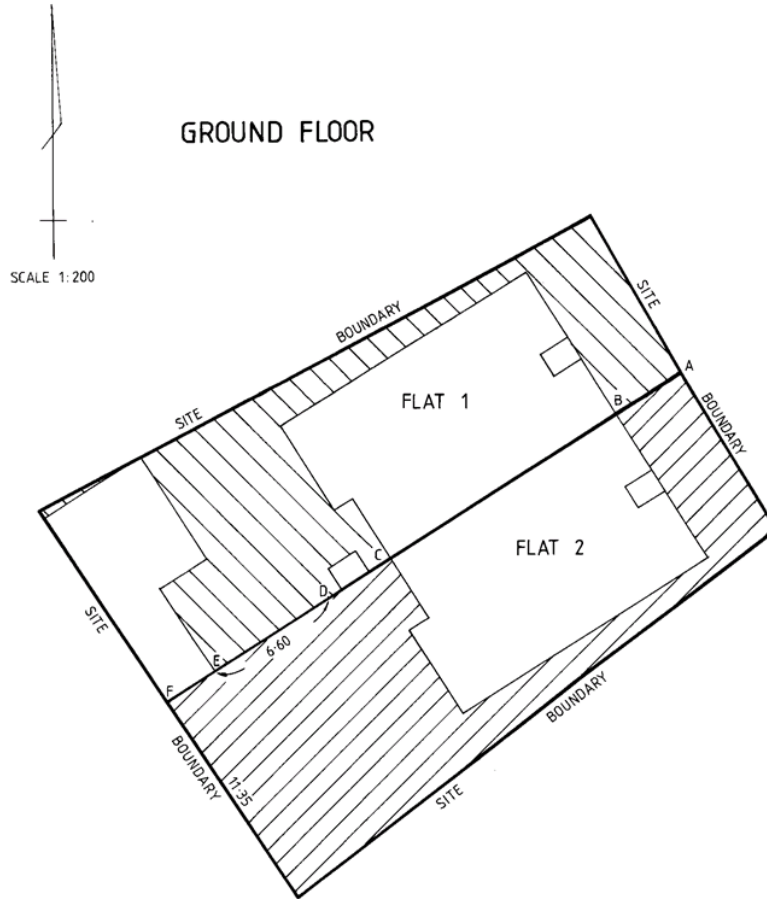 GROUND FLOOR
SCALE 1:200
SITE
BOUNDARY
SITE
A
BOUNDARY
FLAT 1
B
FLAT 2
C
D
6·60
E
F
SITE
BOUNDARY
11·35
SITE
BOUNDARY